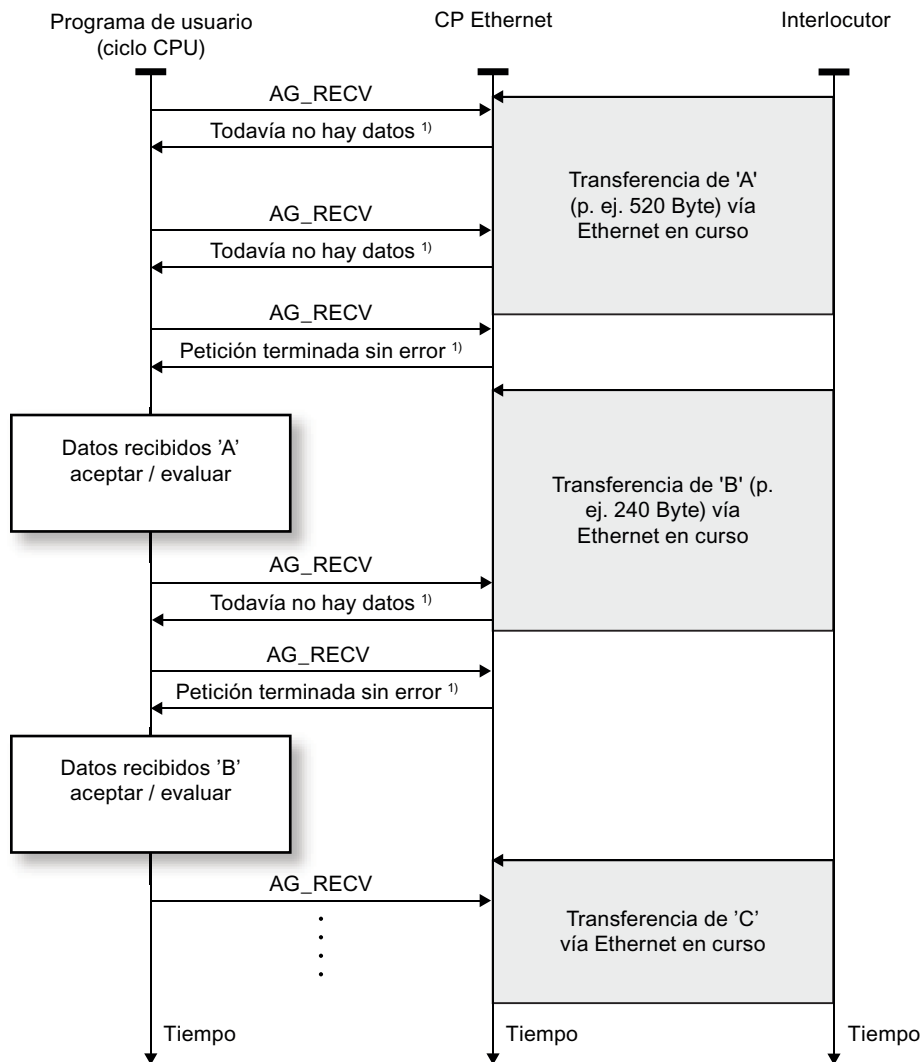 Programa de usuario
(ciclo CPU)
CP Ethernet
Interlocutor
AG_RECV
Todavía no hay datos 1)
Transferencia de 'A'
(p. ej. 520 Byte) vía
Ethernet en curso
AG_RECV
Todavía no hay datos 1)
AG_RECV
Petición terminada sin error 1)
Datos recibidos ’A’
aceptar / evaluar
Transferencia de 'B' (p.
ej. 240 Byte) vía
Ethernet en curso
AG_RECV
Todavía no hay datos 1)
AG_RECV
Petición terminada sin error 1)
Datos recibidos ’B’
aceptar / evaluar
AG_RECV
Transferencia de ’C’
vía Ethernet en curso
Tiempo
Tiempo
Tiempo